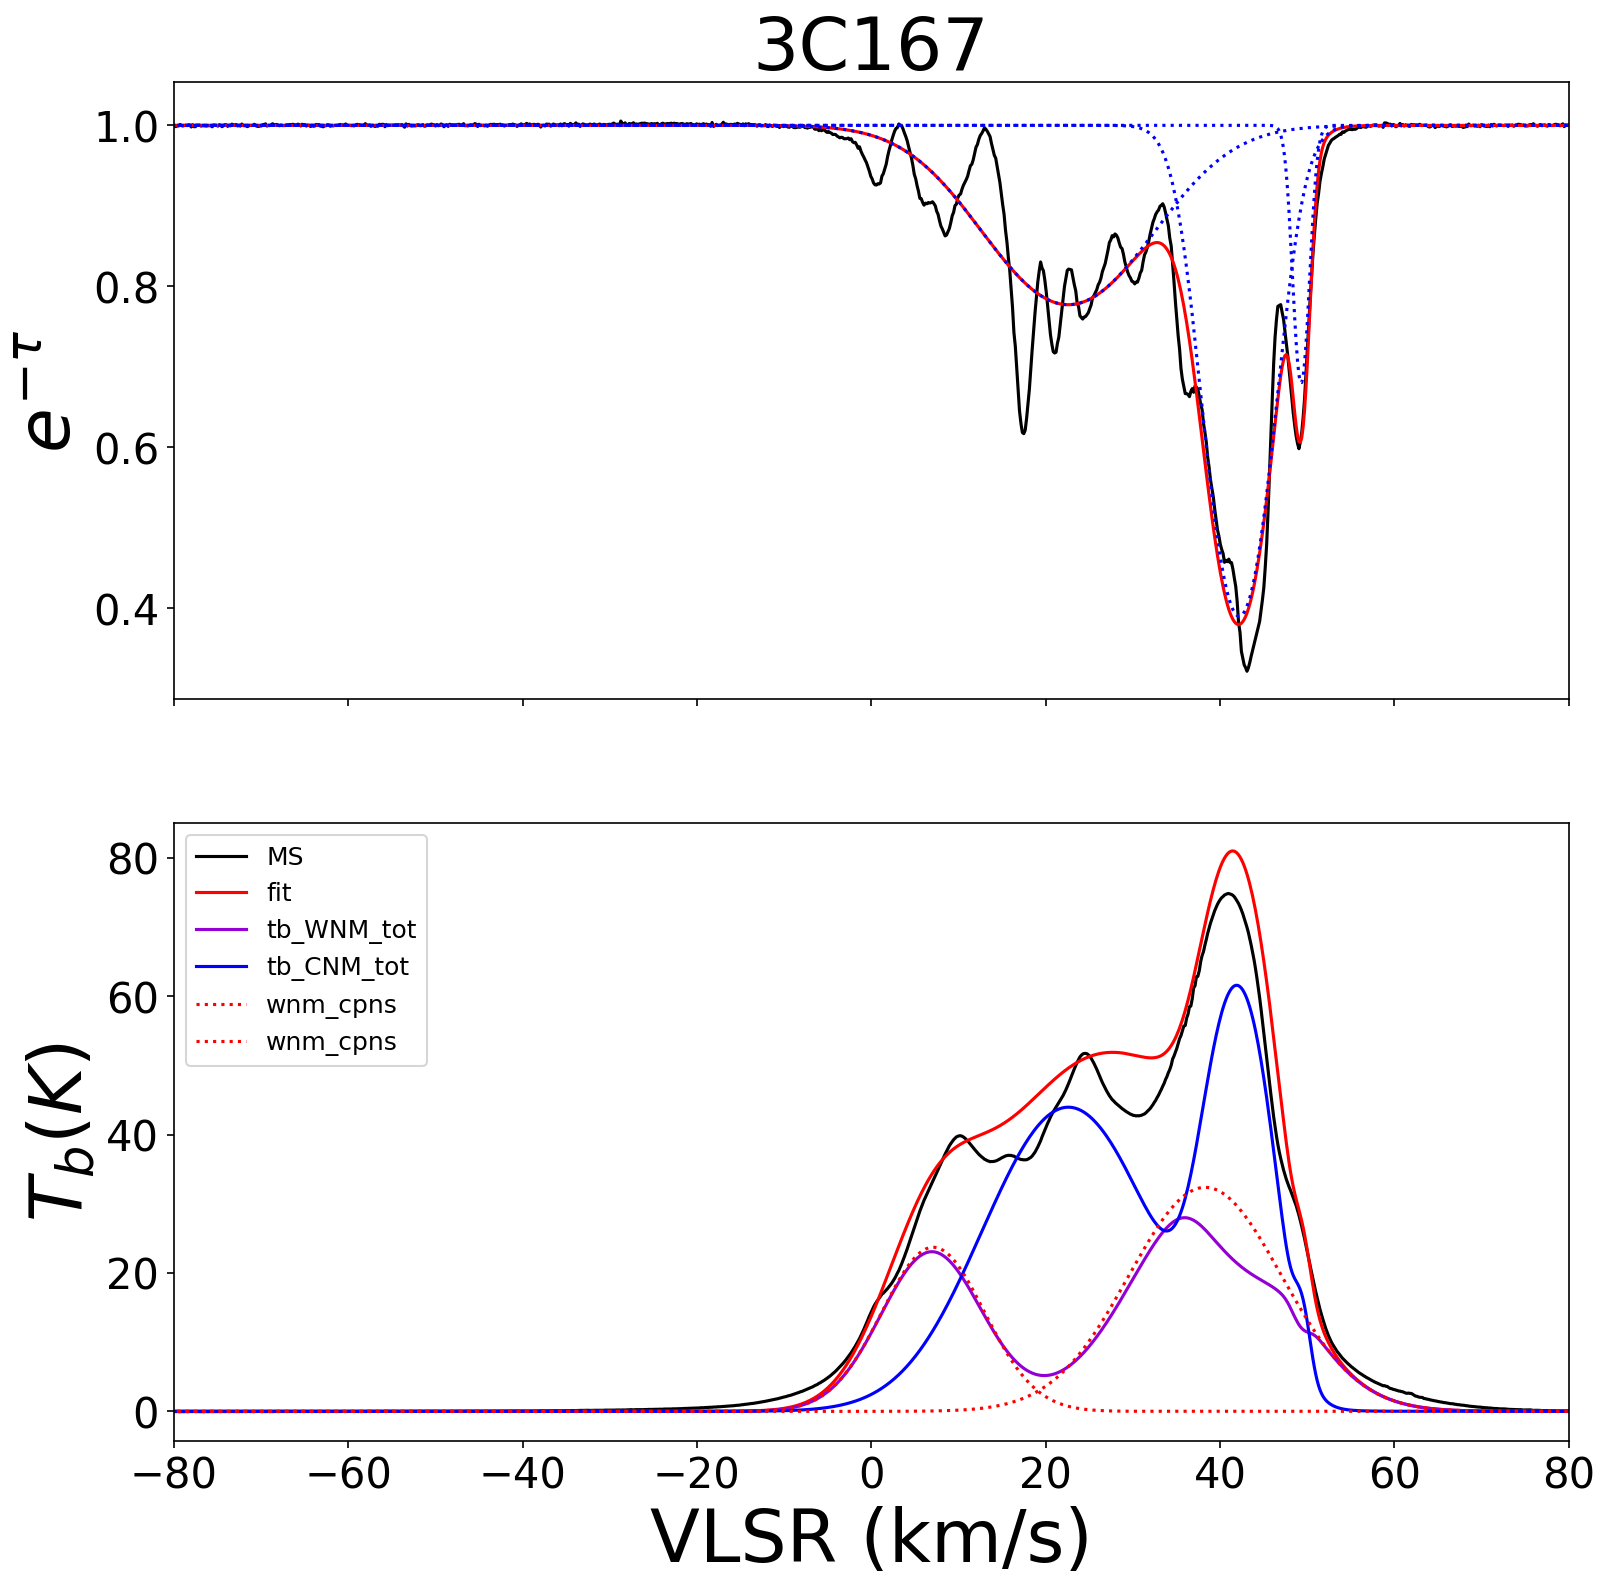 3C167
1.0
0.8
0.6
0.4
e^{−τ}
80
60
40
20
0
T_b(K)
MS
fit
tb_WNM_tot
tb_CNM_tot
wnm_cpns
wnm_cpns
−80 −60 −40 −20 0 20 40 60 80
VLSR (km/s)